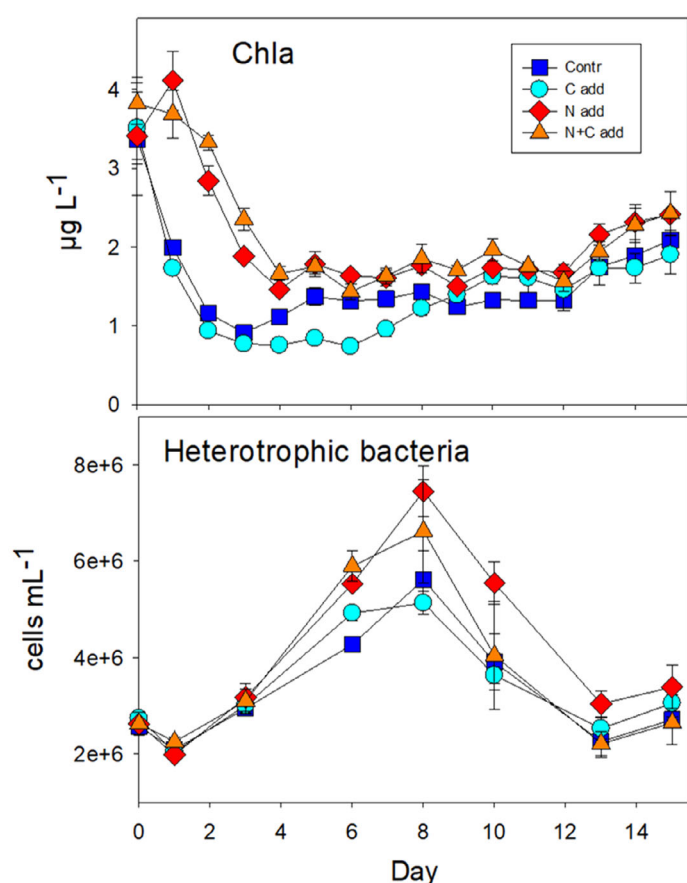 Chla
Contr
C add
N add
N+C add
4
3
2
1
0
µg L-1
Heterotrophic bacteria
8e+6
6e+6
4e+6
2e+6
cells mL-1
0 2 4 6 8 10 12 14
Day